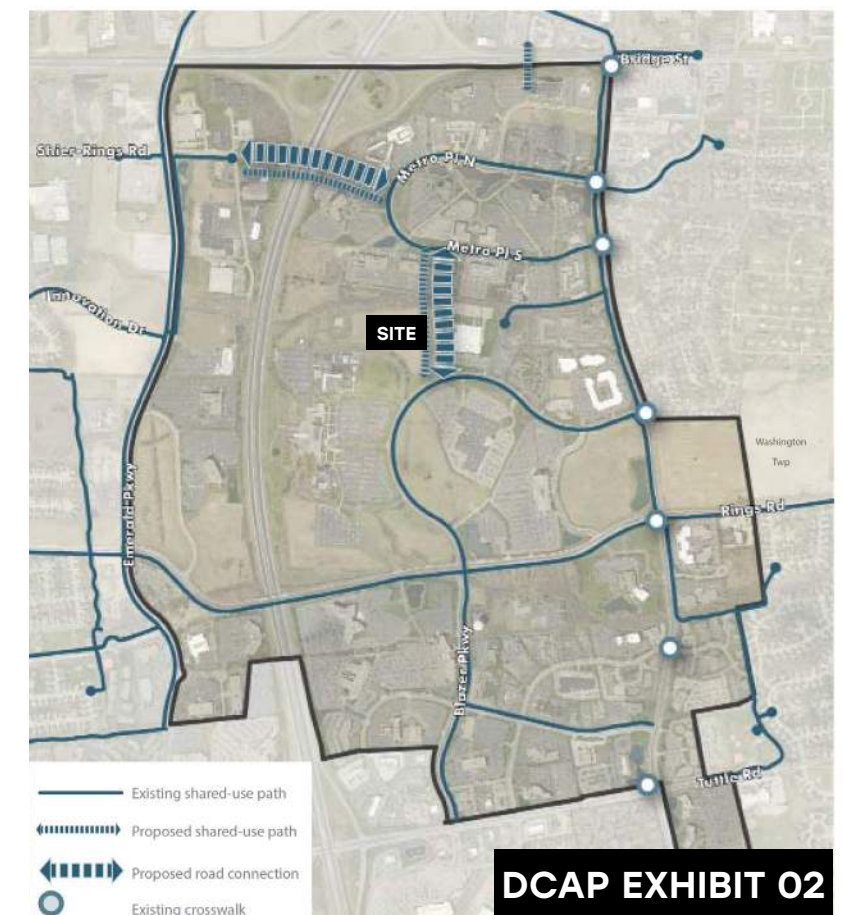 Bridge St
Shier-Rings Rd
Metro Pl N
Metro Pl S
Innovation Dr
SITE
Washington
Twp
Emerald Pkwy
Rings Rd
Blazer Pkwy
Tuttle Rd
Existing shared-use path
Proposed shared-use path
Proposed road connection
Existing crosswalk
DCAP EXHIBIT 02